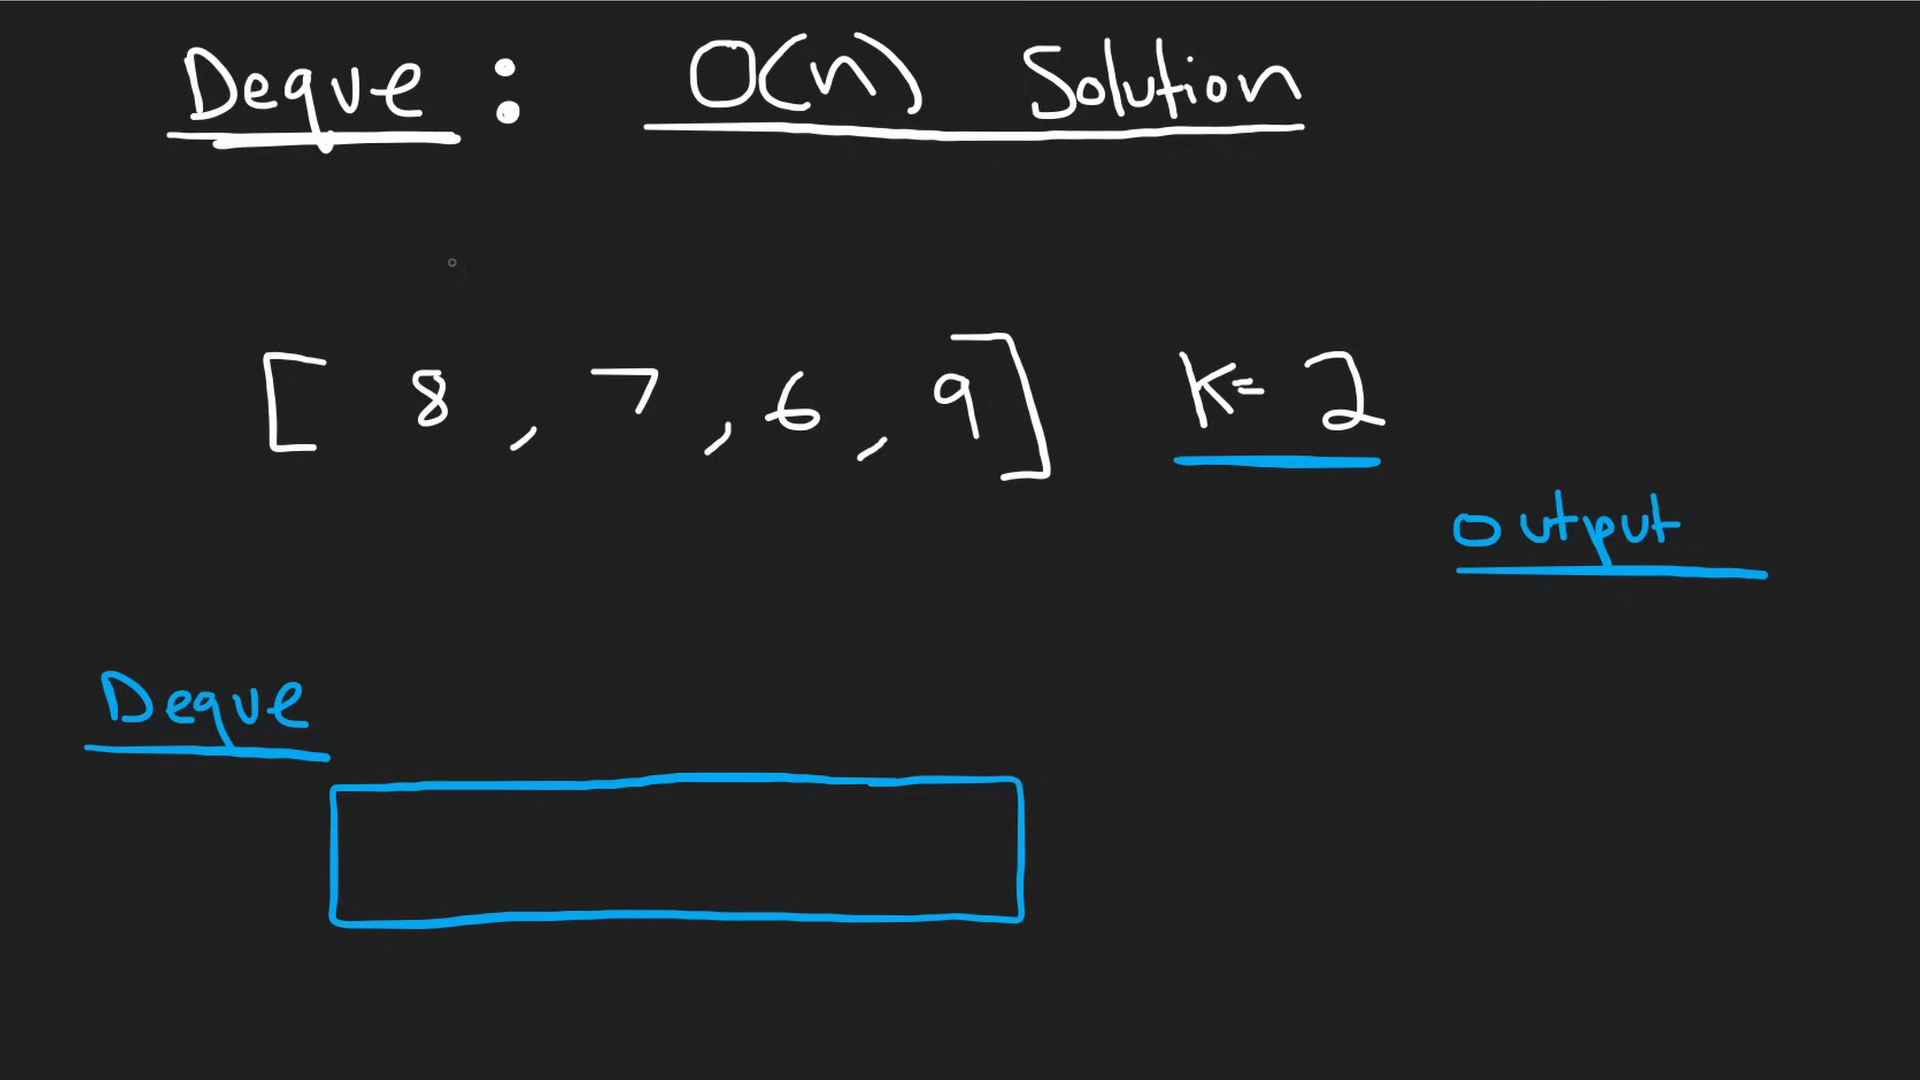 Deque : O(n) Solution
[ 8 , 7 , 6 , 9 ] K= 2
output
Deque